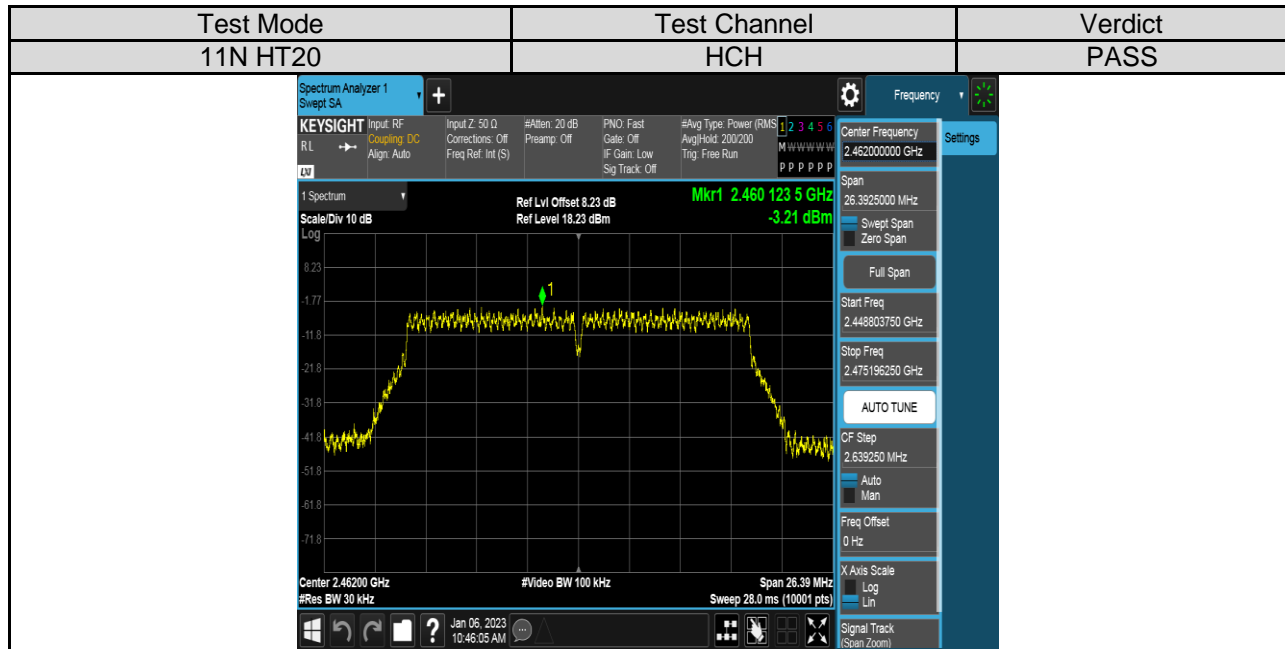 Test Mode Test Channel Verdict
11N HT20 HCH PASS
Spectrum Analyzer 1
Swept SA
+
Frequency
KEYSIGHT Input: RF Input Z: 50 Ω #Atten: 20 dB PNO: Fast #Avg Type: Power (RMS 1 2 3 4 5 6
RL Coupling: DC Corrections: Off Preamp: Off Gate: Off Avg|Hold: 200/200 M W W W W W
Align: Auto Freq Ref: Int (S) IF Gain: Low Trig: Free Run
LXI Sig Track: Off P P P P P P
1 Spectrum
Ref Lvl Offset 8.23 dB Mkr1 2.460 123 5 GHz
Scale/Div 10 dB Ref Level 18.23 dBm -3.21 dBm
Log
8.23
1
-1.77
-11.8
-21.8
-31.8
-41.8
-51.8
-61.8
-71.8
Center 2.46200 GHz #Video BW 100 kHz Span 26.39 MHz
#Res BW 30 kHz Sweep 28.0 ms (10001 pts)
? Jan 06, 2023
10:46:05 AM
Center Frequency
2.462000000 GHz
Settings
Span
26.3925000 MHz
Swept Span
Zero Span
Full Span
Start Freq
2.448803750 GHz
Stop Freq
2.475196250 GHz
AUTO TUNE
CF Step
2.639250 MHz
Auto
Man
Freq Offset
0 Hz
X Axis Scale
Log
Lin
Signal Track
(Span Zoom)